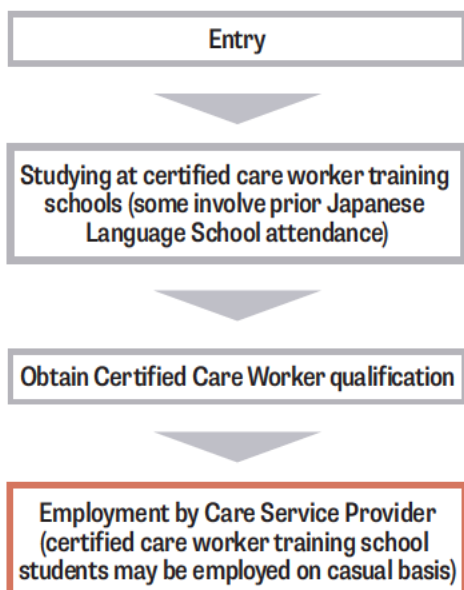 Entry
Studying at certified care worker training
schools (some involve prior Japanese
Language School attendance)
Obtain Certified Care Worker qualification
Employment by Care Service Provider
(certified care worker training school
students may be employed on casual basis)